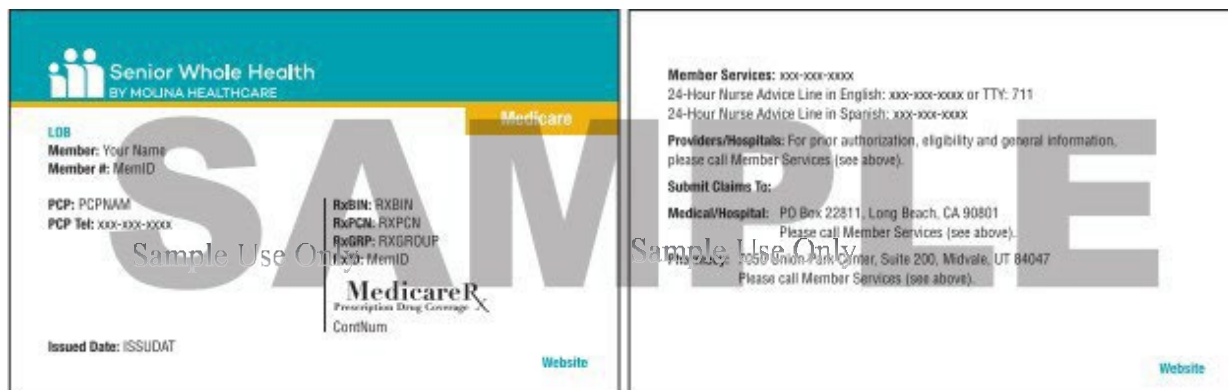 Senior Whole Health
BY MOLINA HEALTHCARE
Medicare
LOB
Member: Your Name
Member #: MemID
PCP: PCPNAM
PCP Tel: xxx-xxx-xxxx
RxBIN: RXBIN
RxPCN: RXPCN
RxGRP: RXGROUP
RxID: MemID
MedicareRx
Prescription Drug Coverage
ContNum
Issued Date: ISSUDAT
Website
Member Services: xxx-xxx-xxxx
24-Hour Nurse Advice Line in English: xxx-xxx-xxxx or TTY: 711
24-Hour Nurse Advice Line in Spanish: xxx-xxx-xxxx
Providers/Hospitals: For prior authorization, eligibility and general information,
please call Member Services (see above).
Submit Claims To:
Medical/Hospital: PO Box 22811, Long Beach, CA 90801
Please call Member Services (see above).
Pharmacy: 7050 Union Park Center, Suite 200, Midvale, UT 84047
Please call Member Services (see above).
Website
SAMPLE
Sample Use Only
Sample Use Only